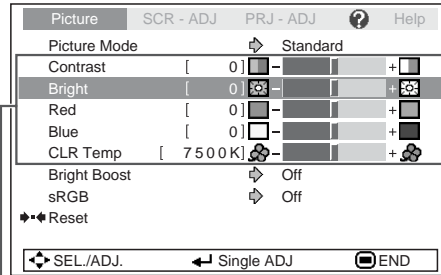 Picture SCR - ADJ PRJ - ADJ ? Help
Picture Mode Standard
Contrast [ 0] – +
Bright [ 0] – +
Red [ 0] – +
Blue [ 0] – +
CLR Temp [ 7500K] – +
Bright Boost Off
sRGB Off
Reset
SEL./ADJ. Single ADJ END